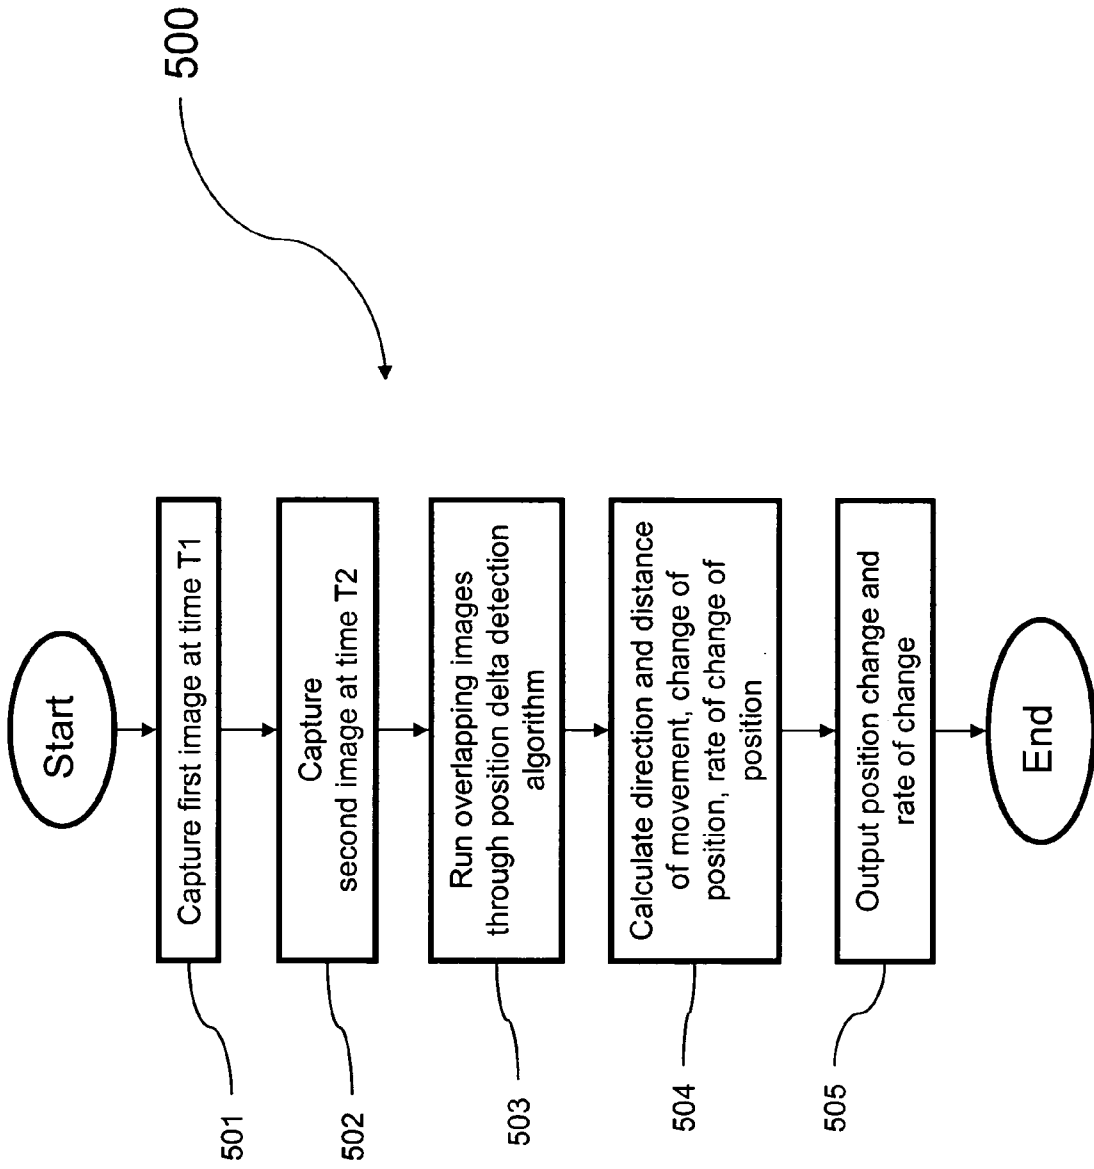 500
Start
501
Capture first image at time T1
502
Capture
second image at time T2
503
Run overlapping images
through position delta detection
algorithm
504
Calculate direction and distance
of movement, change of
position, rate of change of
position
505
Output position change and
rate of change
End